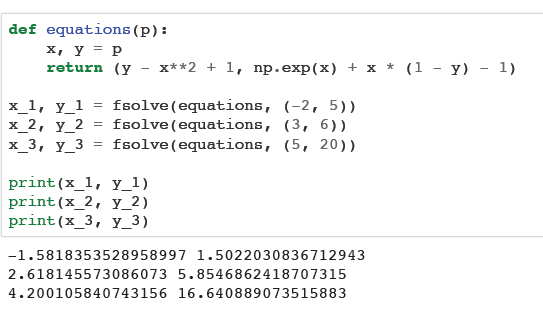 def equations(p):
    x, y = p
    return (y - x**2 + 1, np.exp(x) + x * (1 - y) - 1)
x_1, y_1 = fsolve(equations, (-2, 5))
x_2, y_2 = fsolve(equations, (3, 6))
x_3, y_3 = fsolve(equations, (5, 20))
print(x_1, y_1)
print(x_2, y_2)
print(x_3, y_3)
-1.5818353528958997 1.5022030836712943
2.618145573086073 5.8546862418707315
4.200105840743156 16.640889073515883